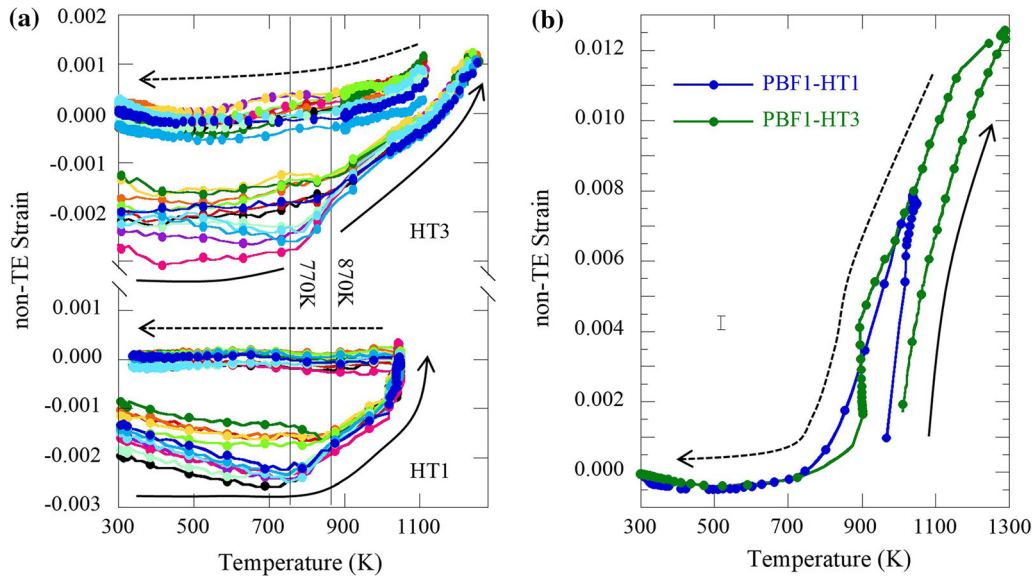 (a)
0.002
0.001
0.000
-0.001
-0.002
HT3
770K
870K
0.001
0.000
-0.001
-0.002
-0.003
HT1
non-TE Strain
300 500 700 900 1100
Temperature (K)
(b)
0.012
0.010
0.008
0.006
0.004
0.002
0.000
PBF1-HT1
PBF1-HT3
non-TE Strain
300 500 700 900 1100 1300
Temperature (K)